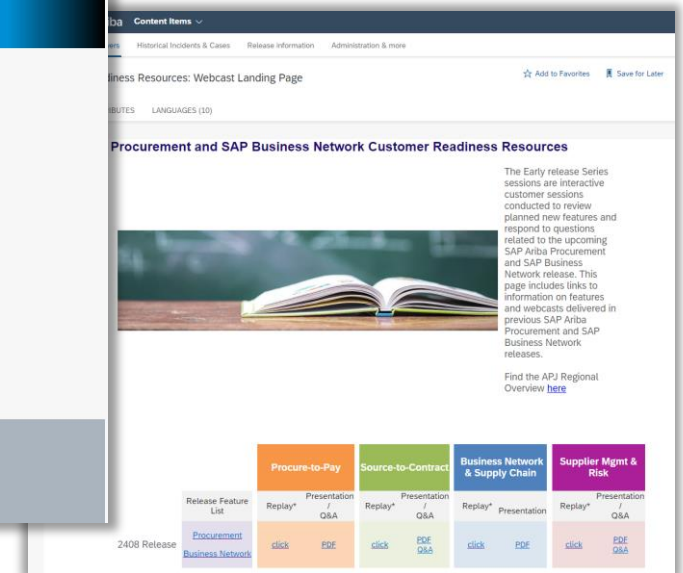 Content Items
Historical Incidents & Cases Release information Administration & more
Resources: Webcast Landing Page
Add to Favorites Save for Later
LANGUAGES (10)
Procurement and SAP Business Network Customer Readiness Resources
The Early release Series
sessions are interactive
customer sessions
conducted to review
planned new features and
respond to questions
related to the upcoming
SAP Ariba Procurement
and SAP Business
Network release. This
page includes links to
information on features
and webcasts delivered in
previous SAP Ariba
Procurement and SAP
Business Network
releases.
Find the APJ Regional
Overview here
Procure-to-Pay Source-to-Contract Business Network & Supply Chain Supplier Mgmt & Risk
Release Feature List Replay* Presentation / Q&A Replay* Presentation / Q&A Replay* Presentation Replay* Presentation / Q&A
2408 Release Procurement Business Network click PDF click PDF Q&A click PDF click PDF Q&A